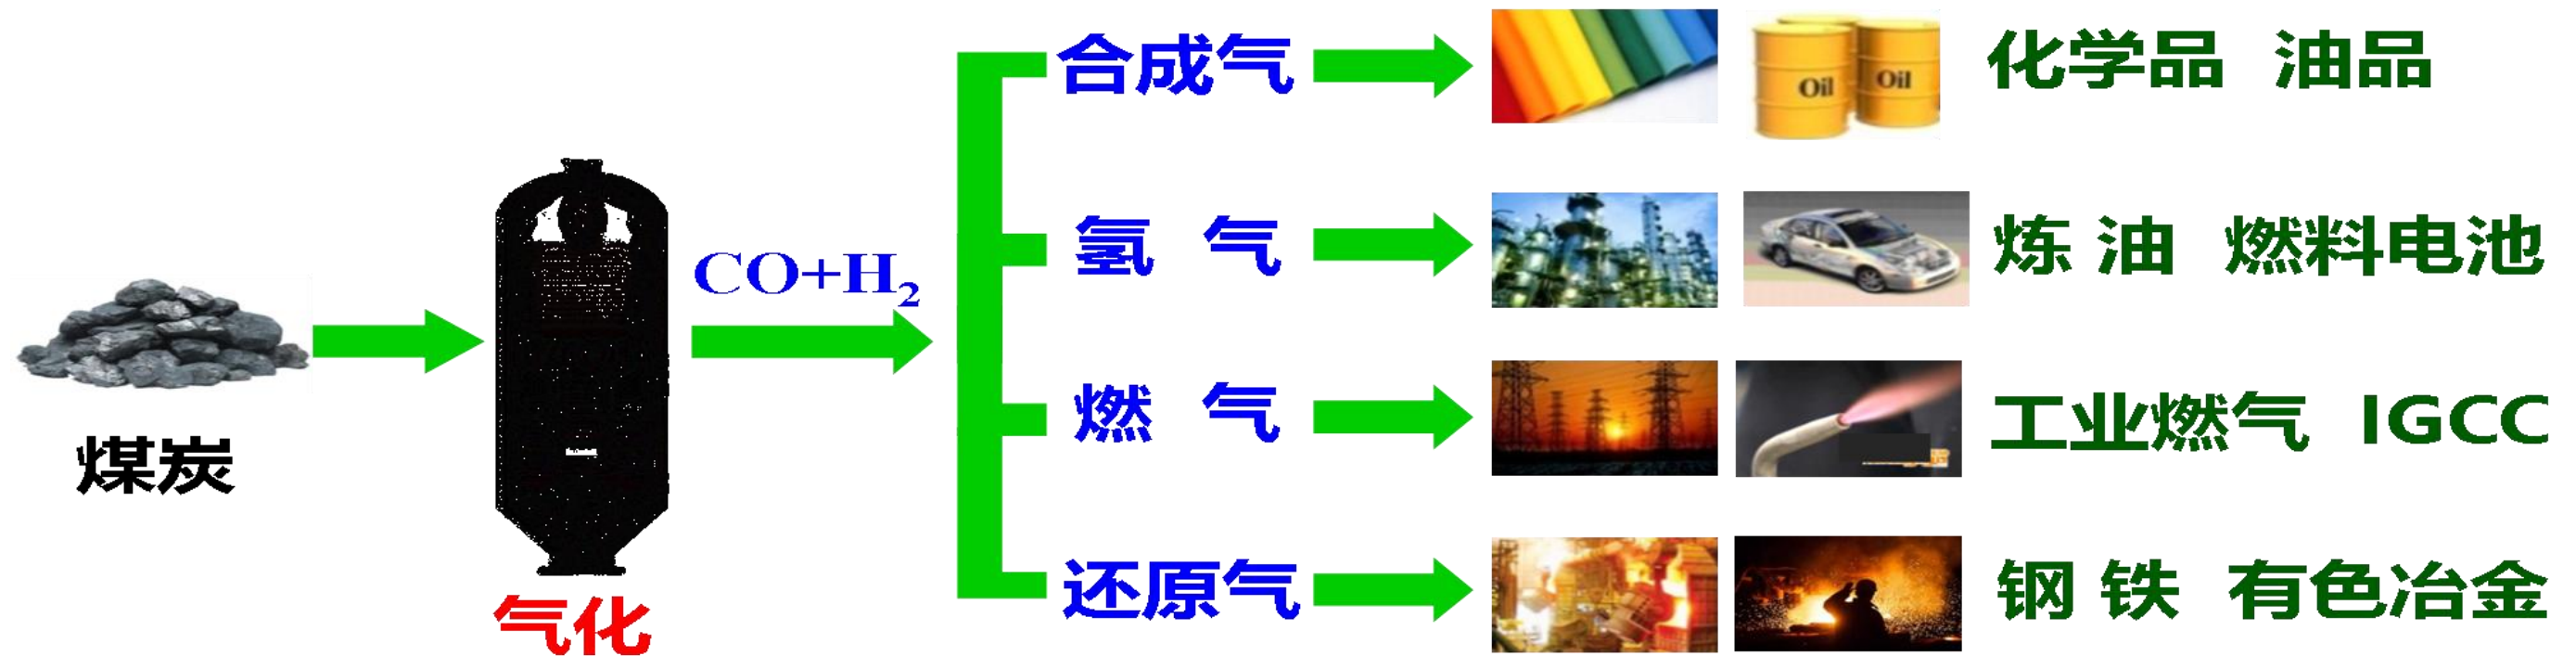 煤炭
气化
CO+H₂
合成气
Oil
Oil
化学品 油品
氢 气
炼 油 燃料电池
燃 气
工业燃气 IGCC
还原气
钢 铁 有色冶金